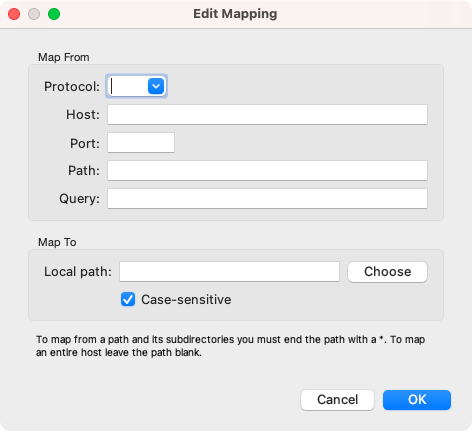 Edit Mapping
Map From
Protocol:
Host:
Port:
Path:
Query:
Map To
Local path: Choose
Case-sensitive
To map from a path and its subdirectories you must end the path with a *. To map
an entire host leave the path blank.
Cancel OK